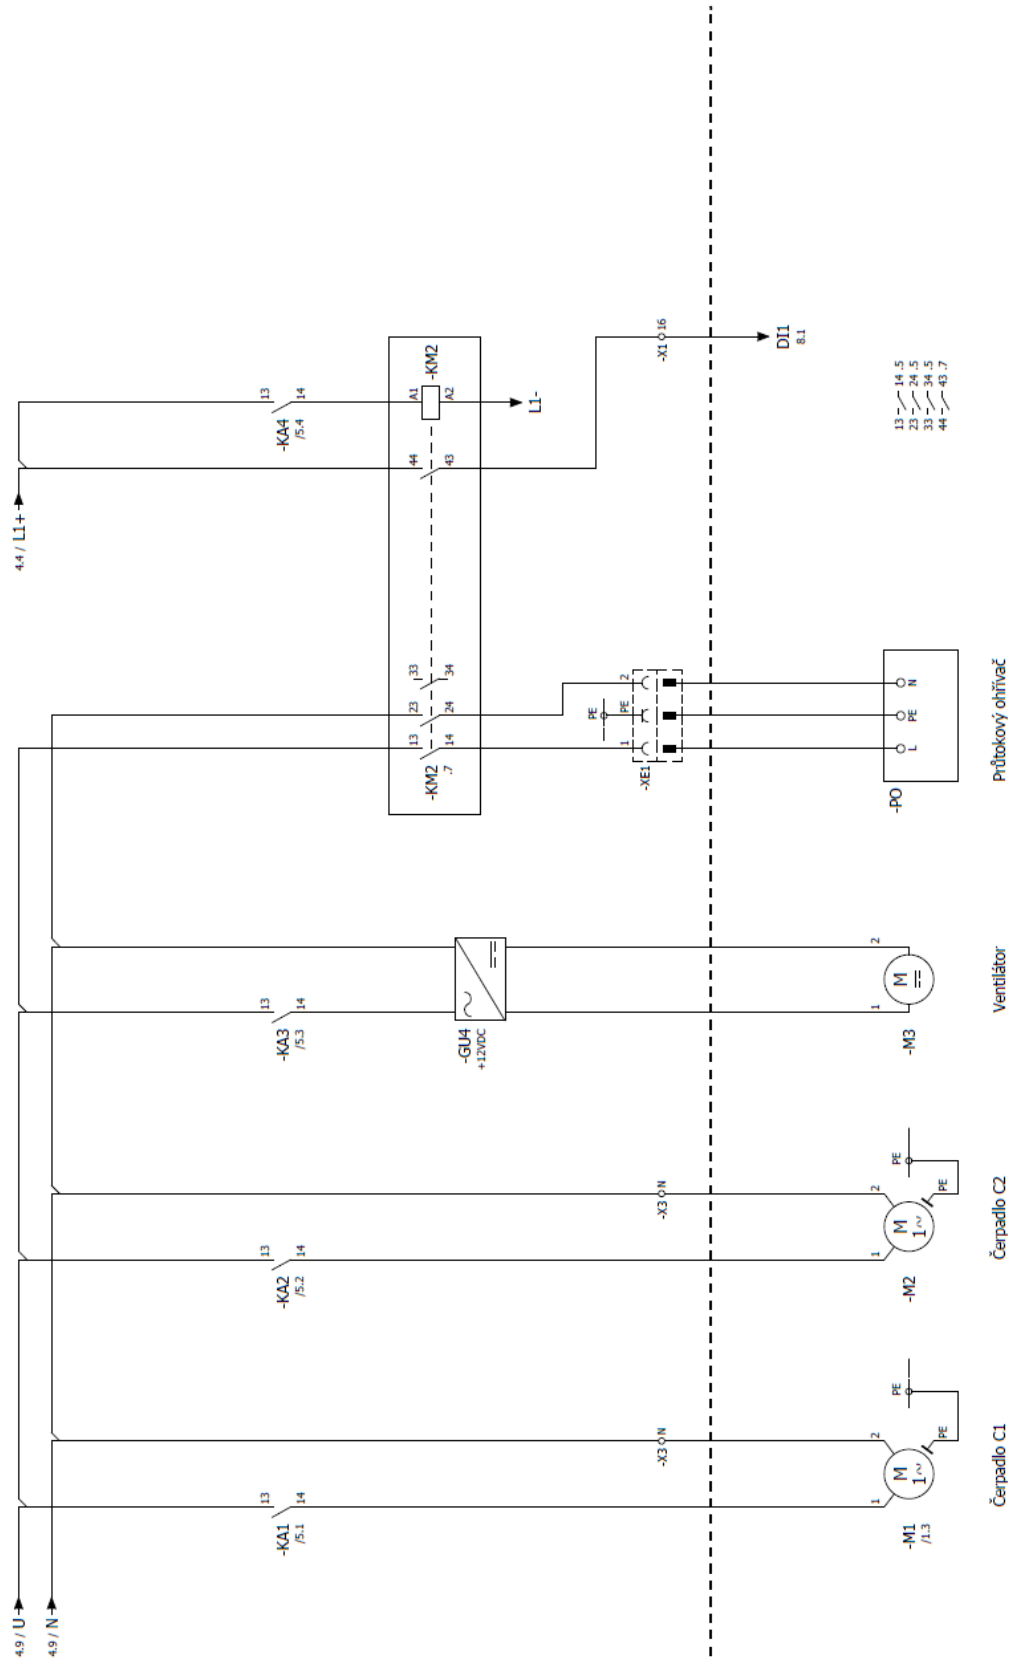 4.9 / U
4.9 / N
4.4 / L1+
13
14
-KA1
/5.1
13
14
-KA2
/5.2
13
14
-KA3
/5.3
13
14
-KA4
/5.4
-KM2
.7
13
14
23
24
33
34
44
43
A1
A2
-KM2
L1-
-GU4
+12VDC
-X3
N
-X3
N
-XE1
1
PE
PE
2
-X1
16
DI1
8.1
-M1
/1.3
1
2
M
1~
PE
PE
-M2
1
2
M
1~
PE
PE
-M3
1
2
M
-PO
L
PE
N
13 14 .5
23 24 .5
33 34 .5
44 43 .7
Čerpadlo C1
Čerpadlo C2
Ventilátor
Průtokový ohřívač